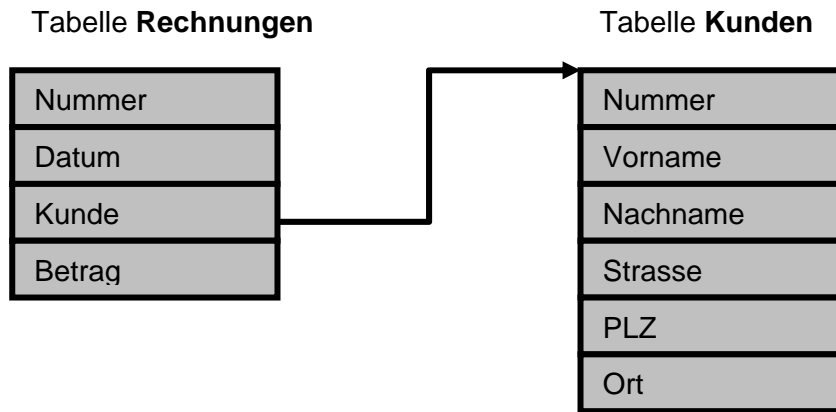 Tabelle Rechnungen
Nummer
Datum
Kunde
Betrag
Tabelle Kunden
Nummer
Vorname
Nachname
Strasse
PLZ
Ort